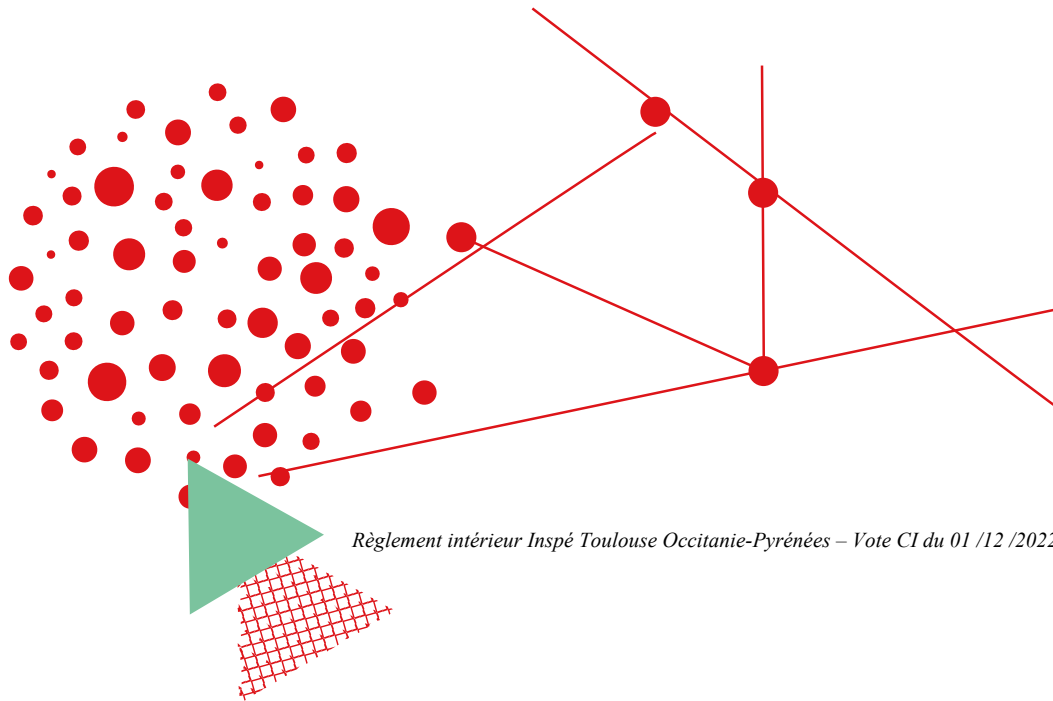 Règlement intérieur Inspé Toulouse Occitanie-Pyrénées – Vote CI du 01 /12 /2022